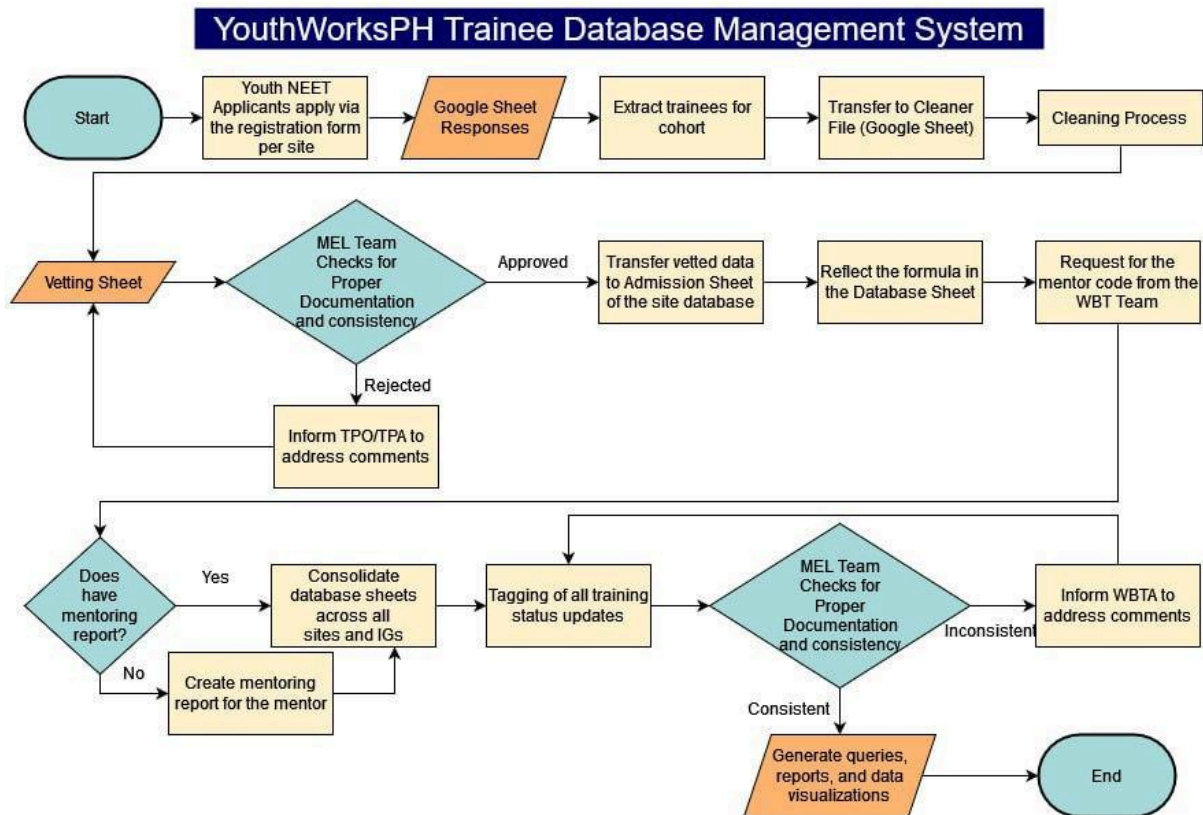 YouthWorksPH Trainee Database Management System
Start
Youth NEET
Applicants apply via
the registration form
per site
Google Sheet
Responses
Extract trainees for
cohort
Transfer to Cleaner
File (Google Sheet)
Cleaning Process
Vetting Sheet
MEL Team
Checks for
Proper
Documentation
and consistency
Approved
Transfer vetted data
to Admission Sheet
of the site database
Reflect the formula in
the Database Sheet
Request for the
mentor code from the
WBT Team
Rejected
Inform TPO/TPA to
address comments
Does
have
mentoring
report?
Yes
Consolidate
database sheets
across all
sites and IGs
Tagging of all training
status updates
MEL Team
Checks for
Proper
Documentation
and consistency
Inconsistent
Inform WBTA to
address comments
No
Create mentoring
report for the mentor
Consistent
Generate queries,
reports, and data
visualizations
End